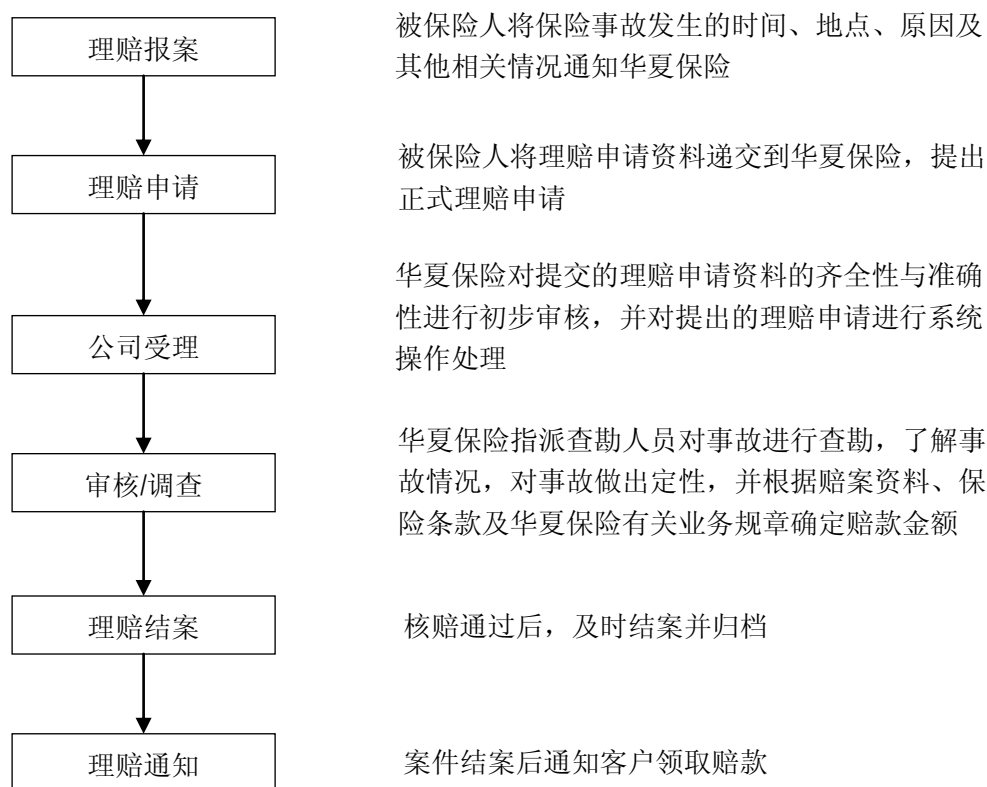 理赔报案
被保险人将保险事故发生的时间、地点、原因及
其他相关情况通知华夏保险
理赔申请
被保险人将理赔申请资料递交到华夏保险，提出
正式理赔申请
公司受理
华夏保险对提交的理赔申请资料的齐全性与准确
性进行初步审核，并对提出的理赔申请进行系统
操作处理
审核/调查
华夏保险指派查勘人员对事故进行查勘，了解事
故情况，对事故做出定性，并根据赔案资料、保
险条款及华夏保险有关业务规章确定赔款金额
理赔结案
核赔通过后，及时结案并归档
理赔通知
案件结案后通知客户领取赔款